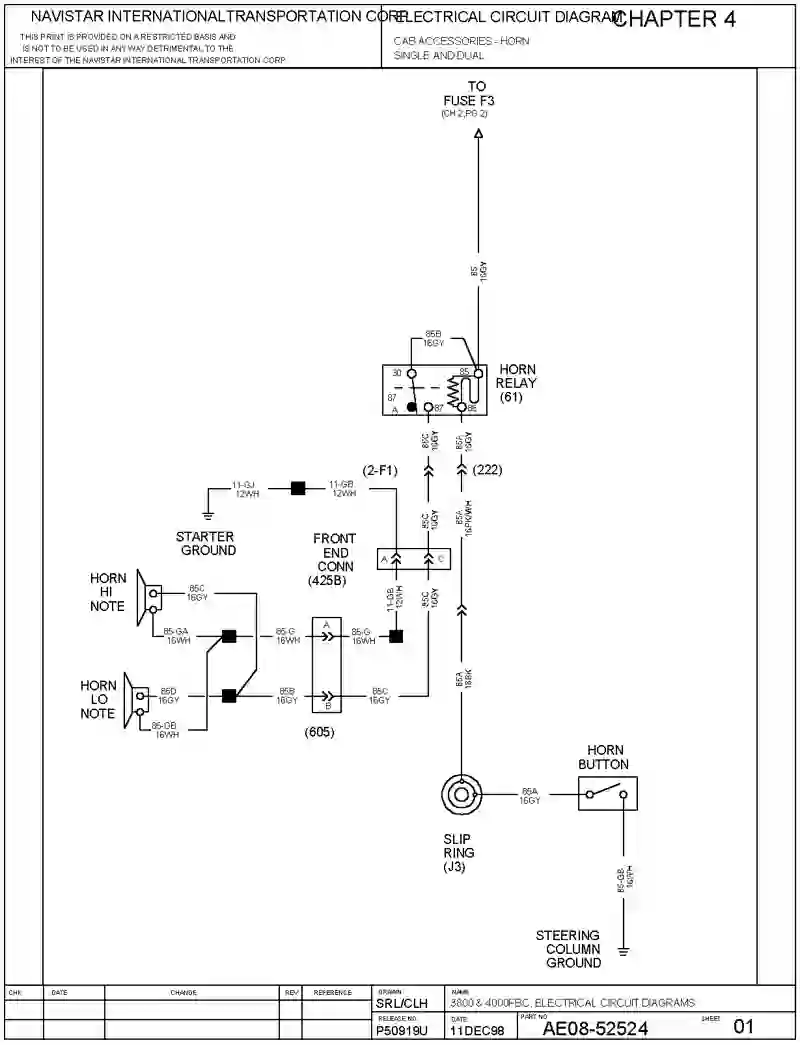 NAVISTAR INTERNATIONAL TRANSPORTATION CORP.
THIS PRINT IS PROVIDED ON A RESTRICTED BASIS AND
IS NOT TO BE USED IN ANY WAY DETRIMENTAL TO THE
INTEREST OF THE NAVISTAR INTERNATIONAL TRANSPORTATION CORP
ELECTRICAL CIRCUIT DIAGRAM
CHAPTER 4
CAB ACCESSORIES - HORN
SINGLE AND DUAL
TO
FUSE F3
(CH 2,PG 2)
85
16GY
85B
16GY
30
85
87
A
87
86
HORN
RELAY
(61)
85C
16GY
85A
16GY
(2-F1)
(222)
11-GJ
12WH
11-GB
12WH
85C
16GY
85A
16PK/WH
STARTER
GROUND
FRONT
END
CONN
(425B)
A
C
HORN
HI
NOTE
85C
16GY
11-GB
12WH
85C
16GY
85-GA
16WH
85-G
16WH
A
85-G
16WH
HORN
LO
NOTE
85D
16GY
85B
16GY
B
85C
16GY
85A
16BK
85-GB
16WH
(605)
HORN
BUTTON
85A
16GY
SLIP
RING
(J3)
85-GB
STEERING
COLUMN
GROUND
CHK
DATE
CHANGE
REV
REFERENCE
DRAWN
SRL/CLH
NAME
3800 & 4000FBC, ELECTRICAL CIRCUIT DIAGRAMS
RELEASE NO.
P50919U
DATE
11DEC98
PART NO.
AE08-52524
SHEET
01